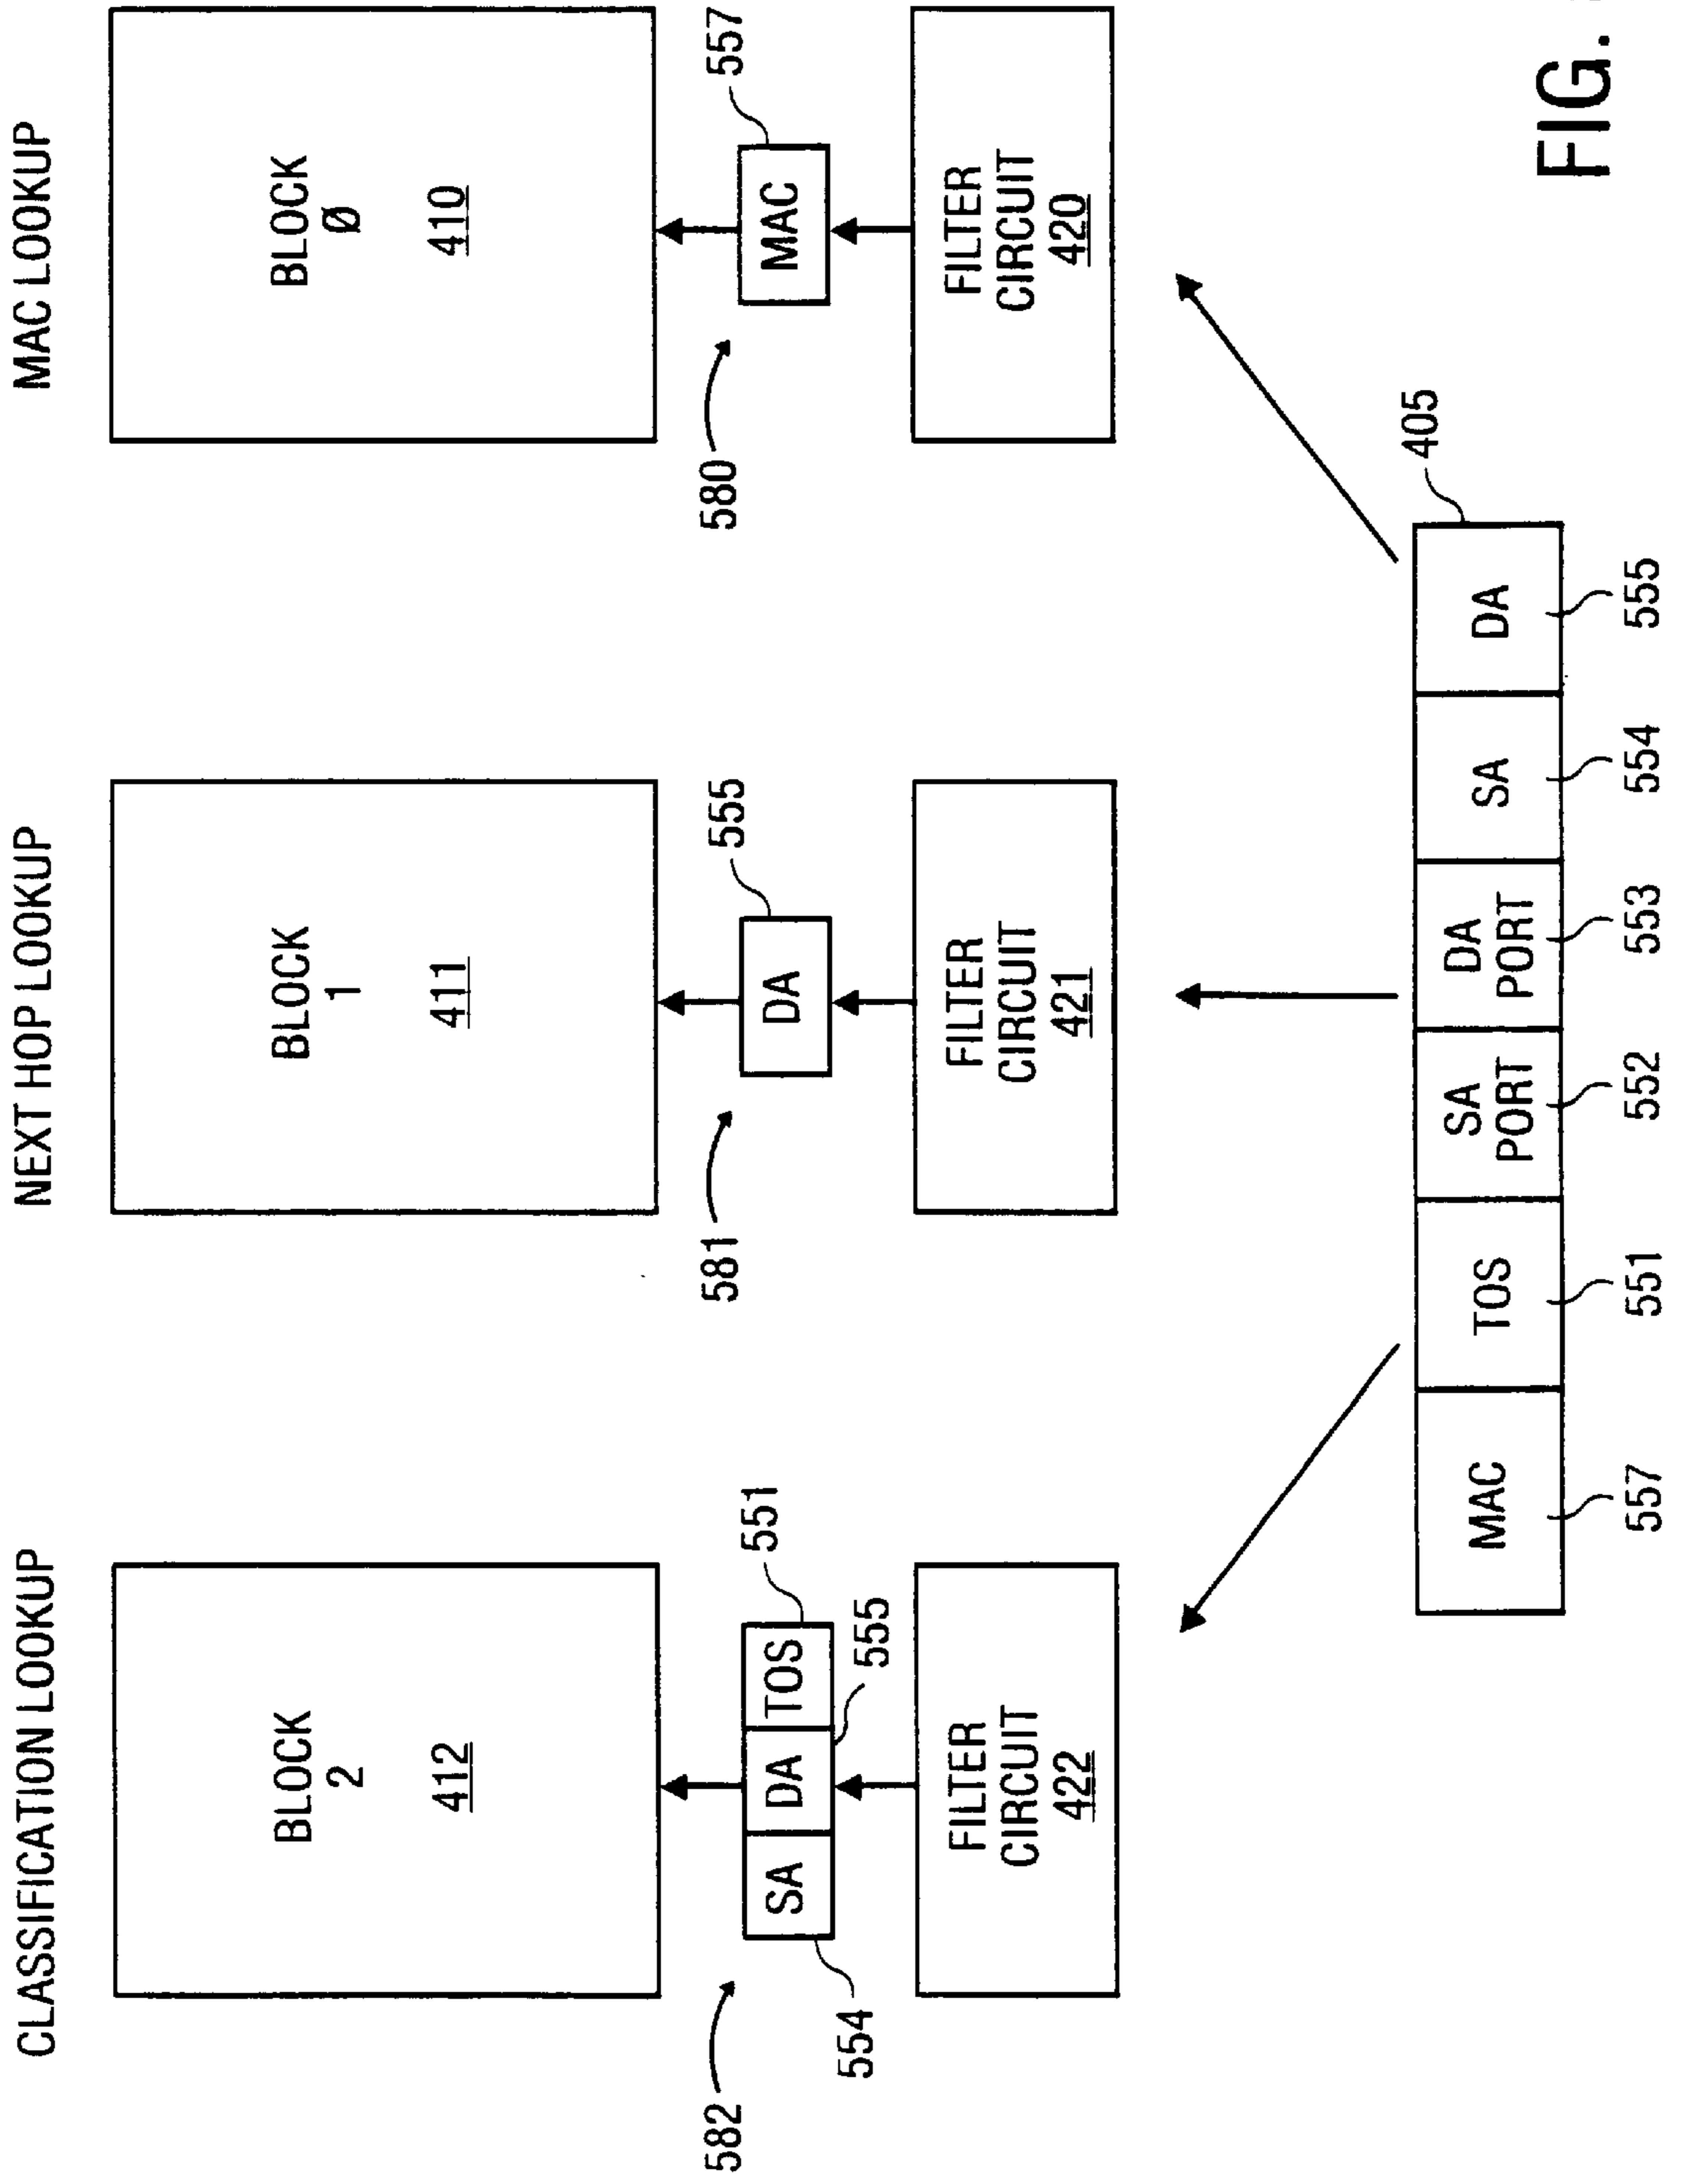 CLASSIFICATION LOOKUP
NEXT HOP LOOKUP
MAC LOOKUP
BLOCK
2
412
BLOCK
1
411
BLOCK
Ø
410
582
554
SA
DA
TOS
551
555
581
DA
555
580
MAC
557
FILTER
CIRCUIT
422
FILTER
CIRCUIT
421
FILTER
CIRCUIT
420
405
MAC
TOS
SA
PORT
DA
PORT
SA
DA
557
551
552
553
554
555
FIG.